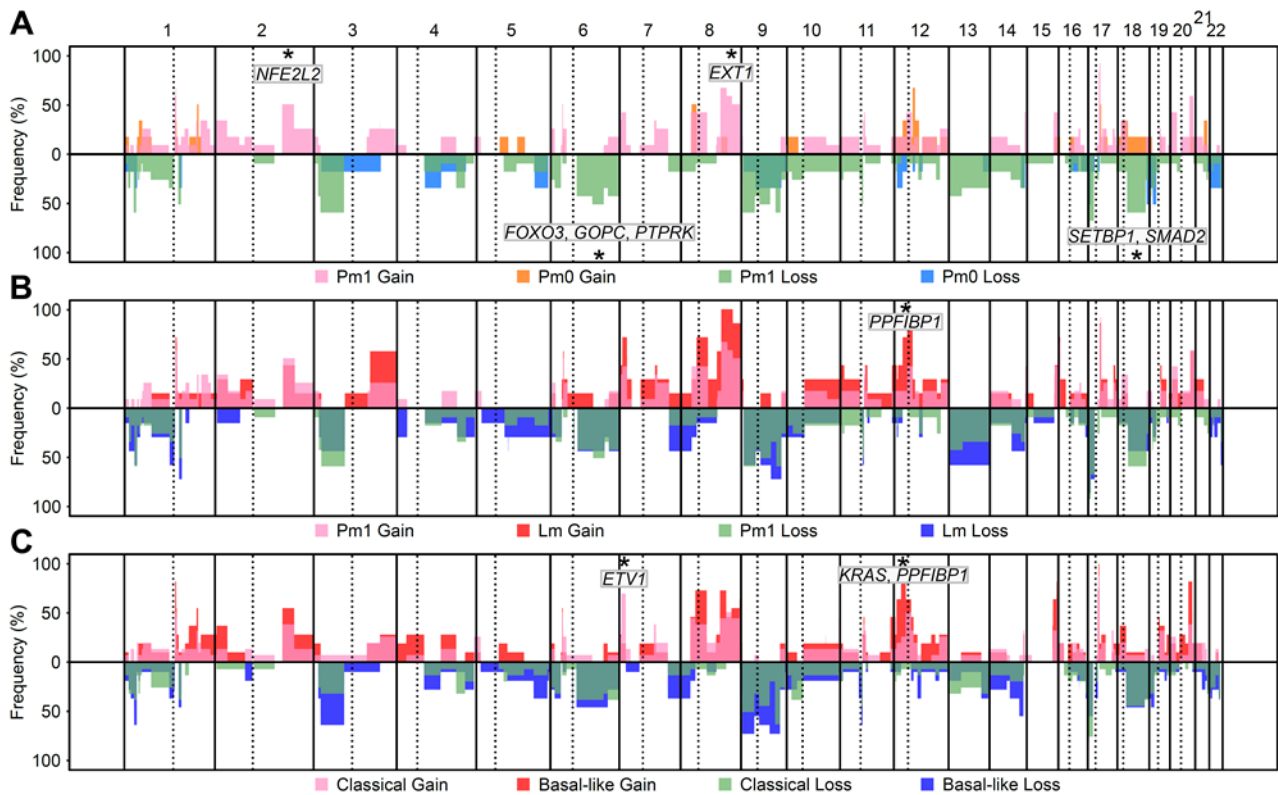 A
1 2 3 4 5 6 7 8 9 10 11 12 13 14 15 16 17 18 19 20 21 22
100
50
0
50
100
Frequency (%)
*
NFE2L2
*
EXT1
FOXO3, GOPC, PTPRK
*
SETBP1, SMAD2
*
Pm1 Gain Pm0 Gain Pm1 Loss Pm0 Loss
B
100
50
0
50
100
Frequency (%)
*
PPFIBP1
Pm1 Gain Lm Gain Pm1 Loss Lm Loss
C
100
50
0
50
100
Frequency (%)
*
ETV1
*
KRAS, PPFIBP1
Classical Gain Basal-like Gain Classical Loss Basal-like Loss